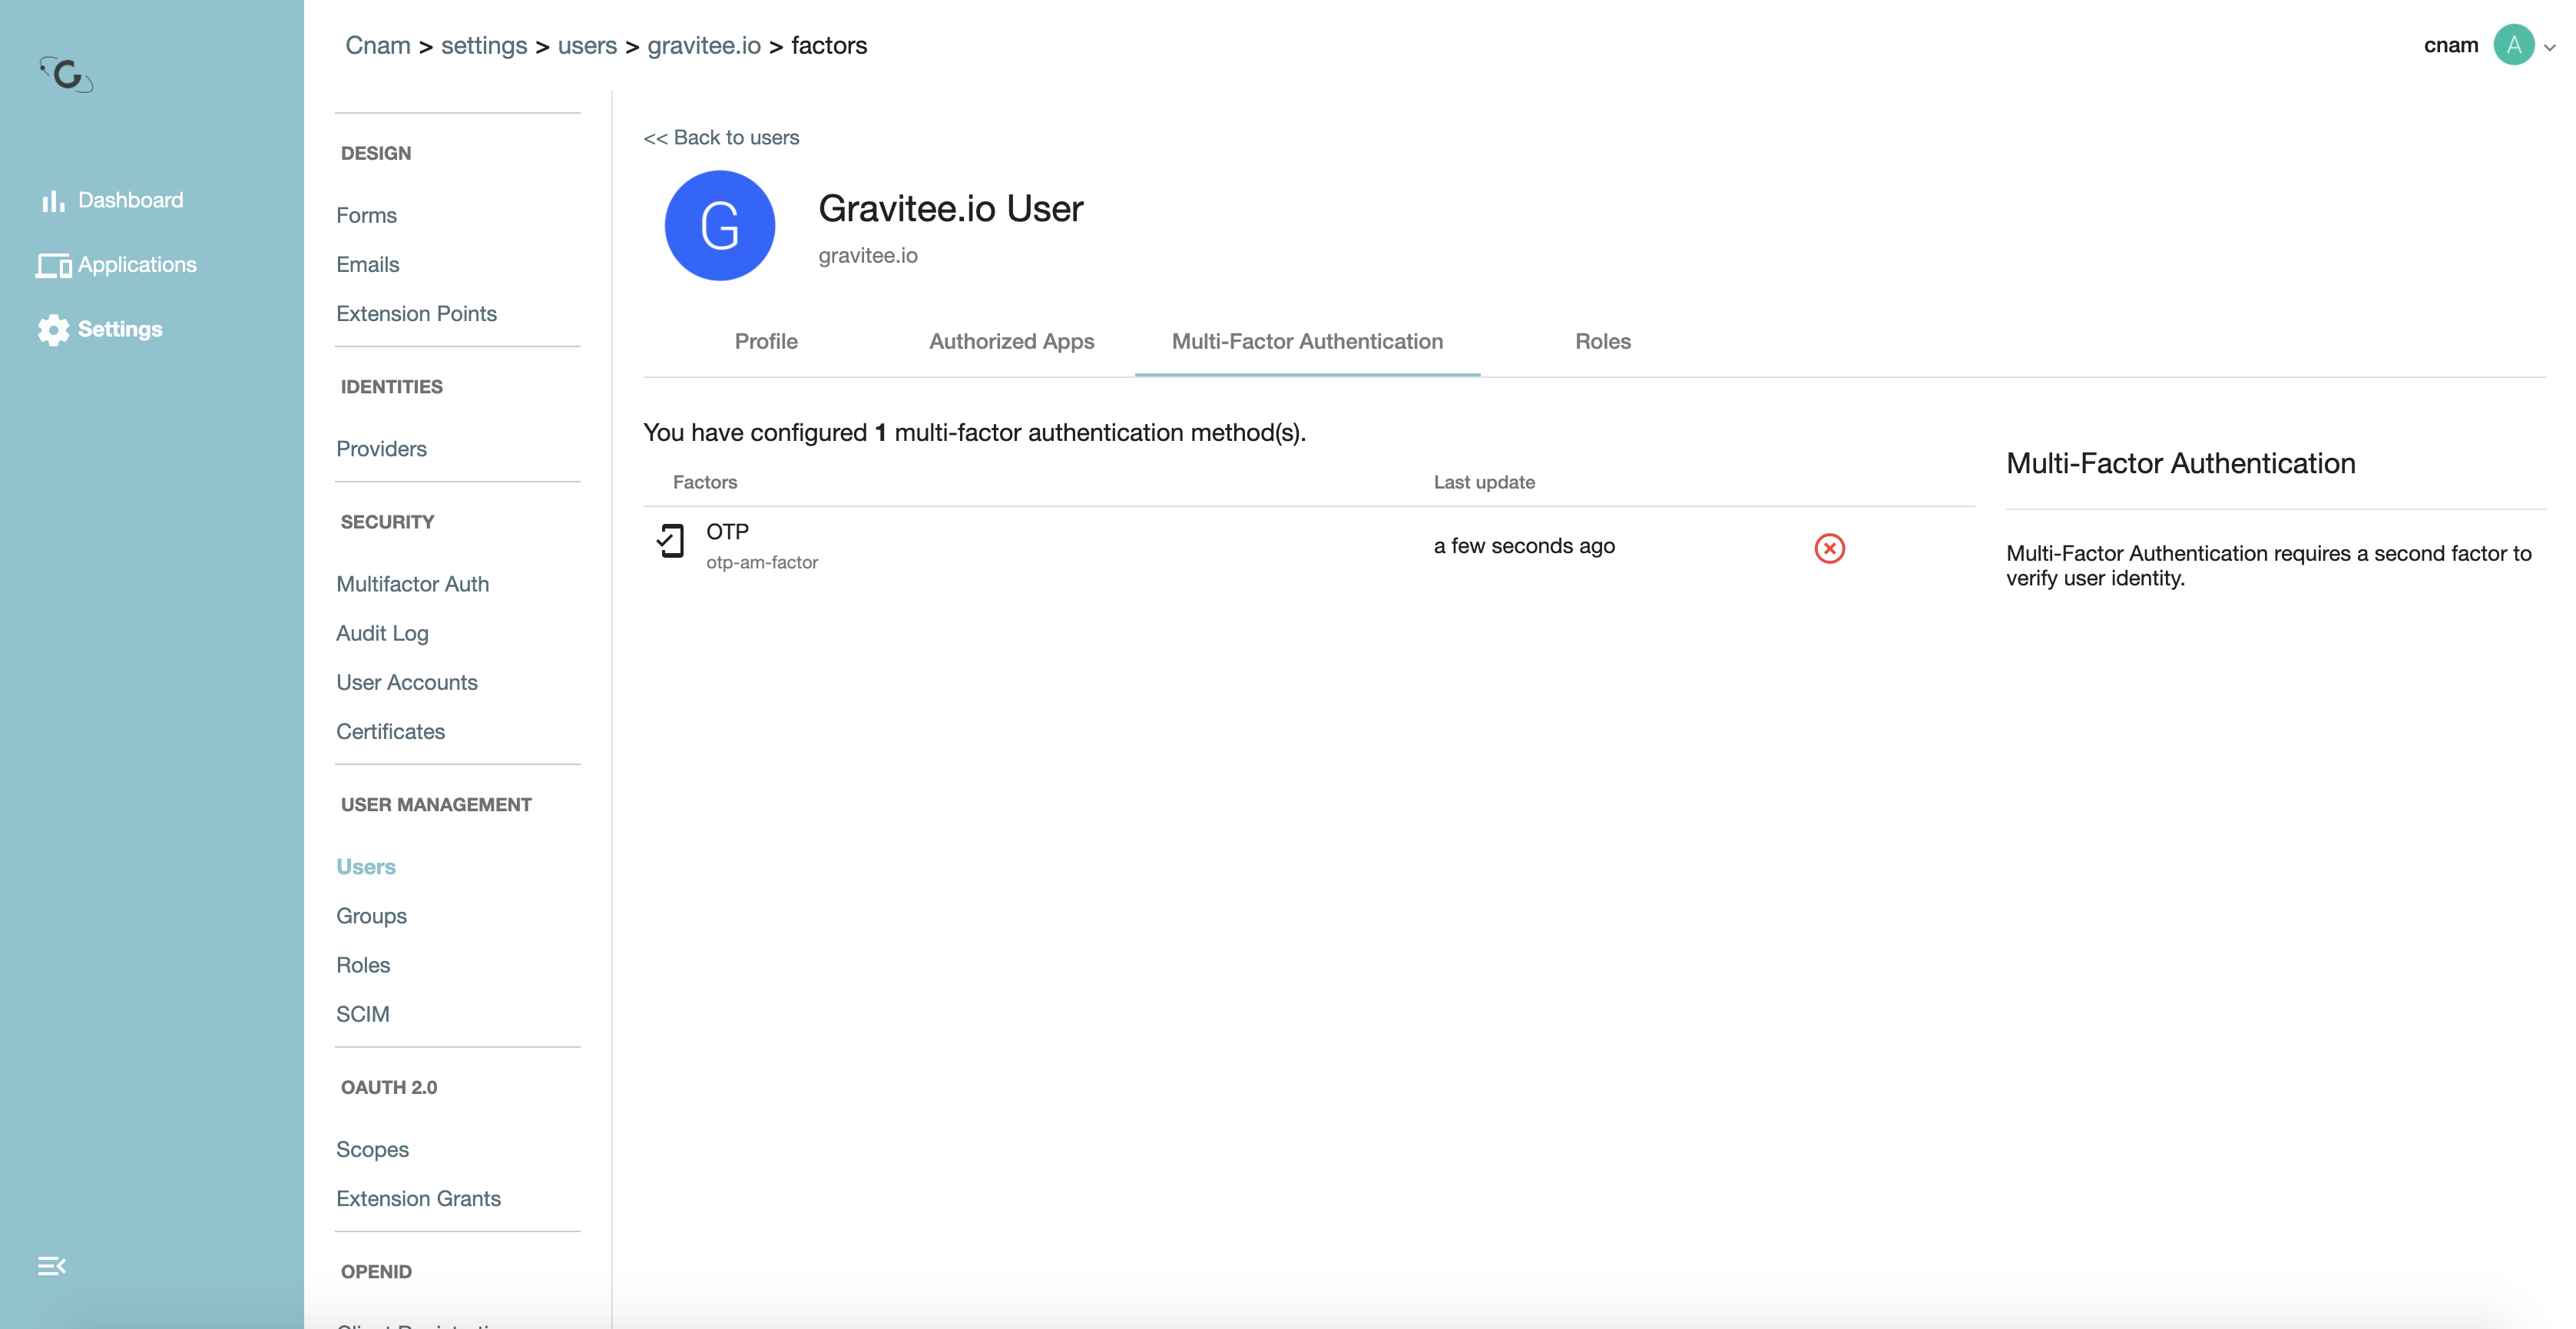 Cnam > settings > users > gravitee.io > factors
cnam
A
Dashboard
Applications
Settings
DESIGN
Forms
Emails
Extension Points
IDENTITIES
Providers
SECURITY
Multifactor Auth
Audit Log
User Accounts
Certificates
USER MANAGEMENT
Users
Groups
Roles
SCIM
OAUTH 2.0
Scopes
Extension Grants
OPENID
<< Back to users
G
Gravitee.io User
gravitee.io
Profile
Authorized Apps
Multi-Factor Authentication
Roles
You have configured 1 multi-factor authentication method(s).
Factors
Last update
OTP
otp-am-factor
a few seconds ago
Multi-Factor Authentication
Multi-Factor Authentication requires a second factor to
verify user identity.